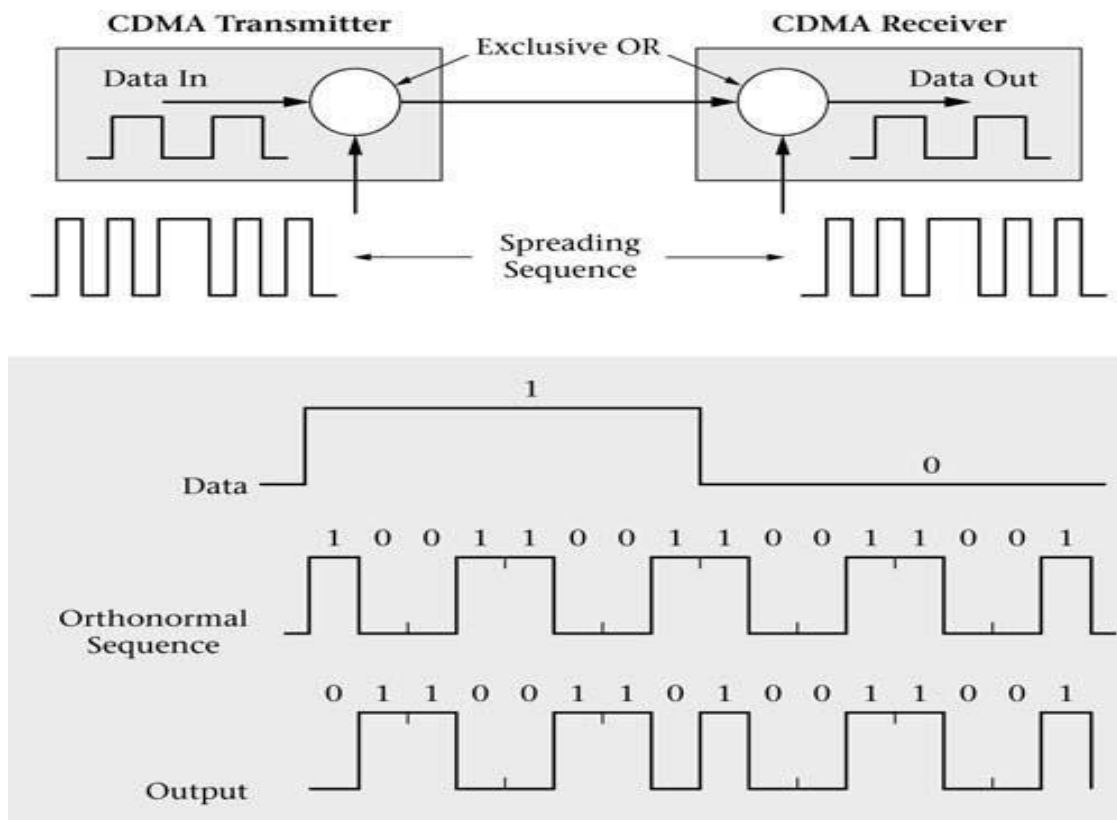 CDMA Transmitter
CDMA Receiver
Exclusive OR
Data In
Data Out
Spreading
Sequence
1
0
Data
1 0 0 1 1 0 0 1 1 0 0 1 1 0 0 1
Orthonormal
Sequence
0 1 1 0 0 1 1 0 1 0 0 1 1 0 0 1
Output